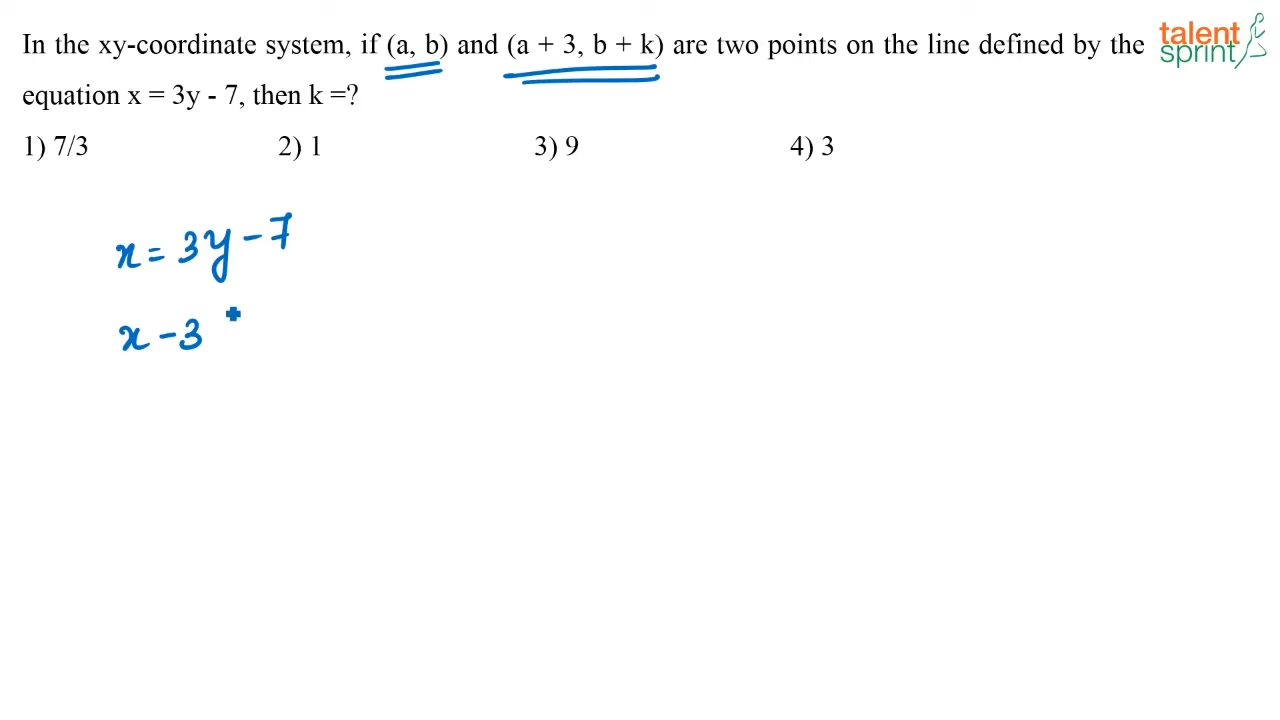 In the xy-coordinate system, if (a, b) and (a + 3, b + k) are two points on the line defined by the
equation x = 3y - 7, then k =?
1) 7/3 2) 1 3) 9 4) 3
x = 3y - 7
x - 3
talent
sprint